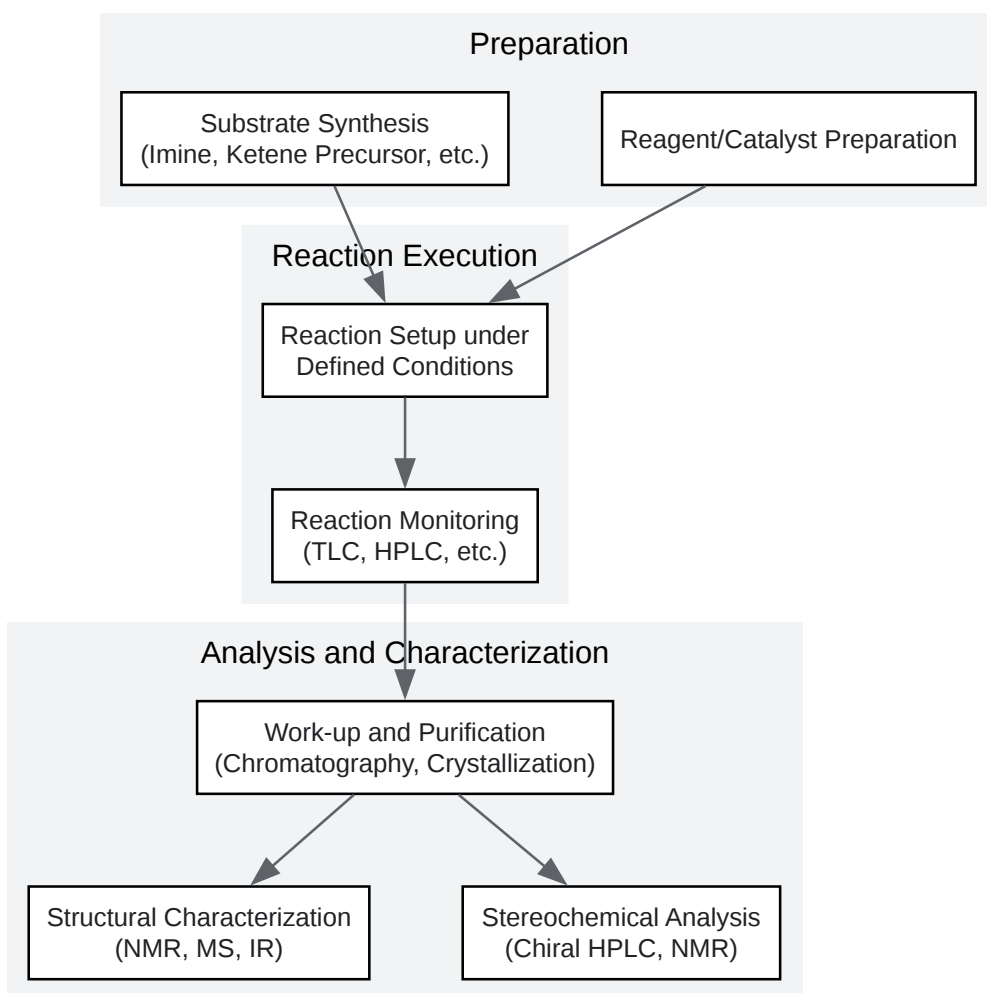 Preparation
Substrate Synthesis
(Imine, Ketene Precursor, etc.)
Reagent/Catalyst Preparation
Reaction Execution
Reaction Setup under
Defined Conditions
Reaction Monitoring
(TLC, HPLC, etc.)
Analysis and Characterization
Work-up and Purification
(Chromatography, Crystallization)
Structural Characterization
(NMR, MS, IR)
Stereochemical Analysis
(Chiral HPLC, NMR)